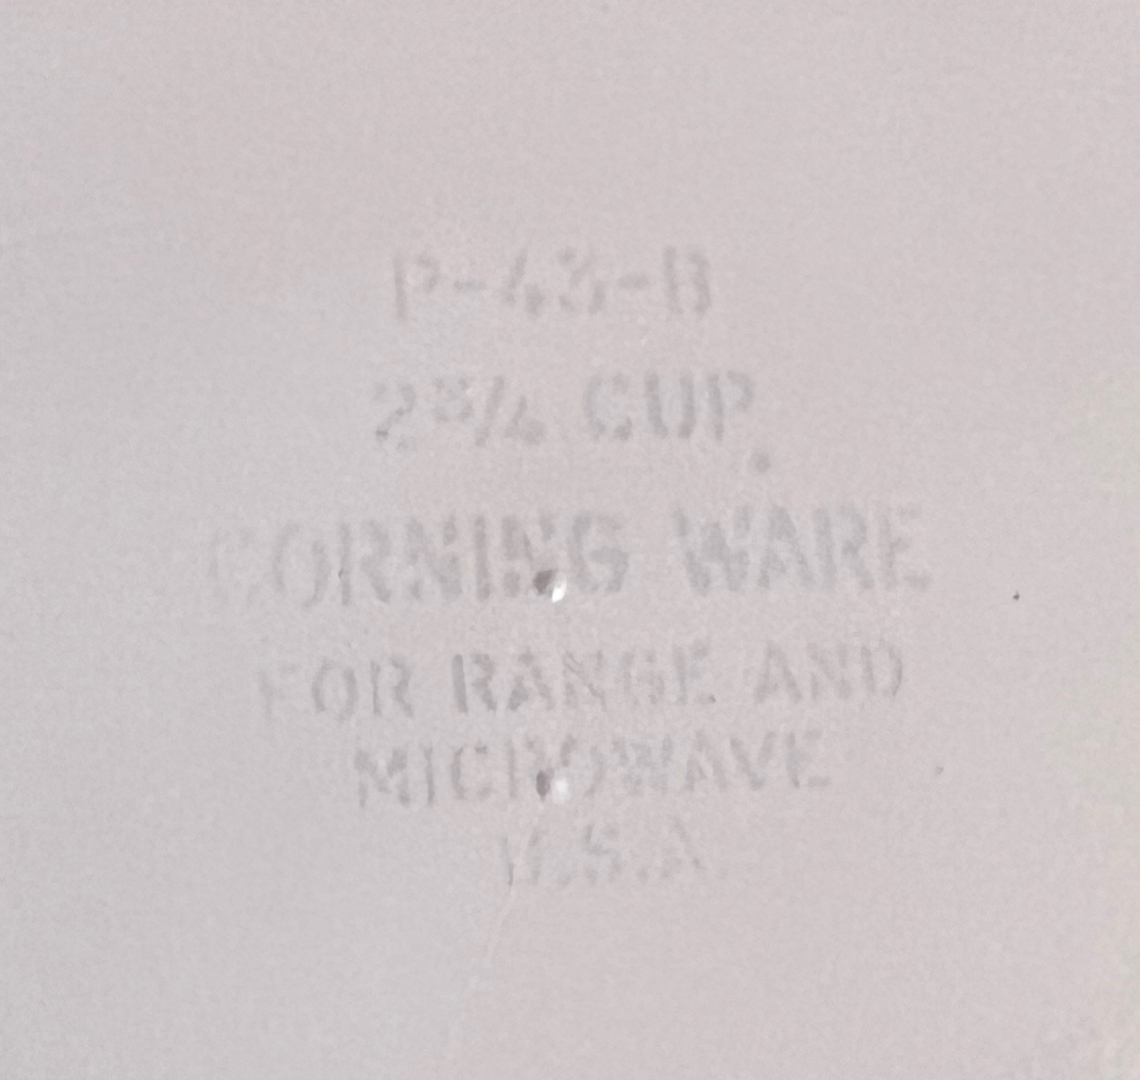 P-43-B
2¾ CUP
CORNING WARE
FOR RANGE AND
MICROWAVE
U.S.A.